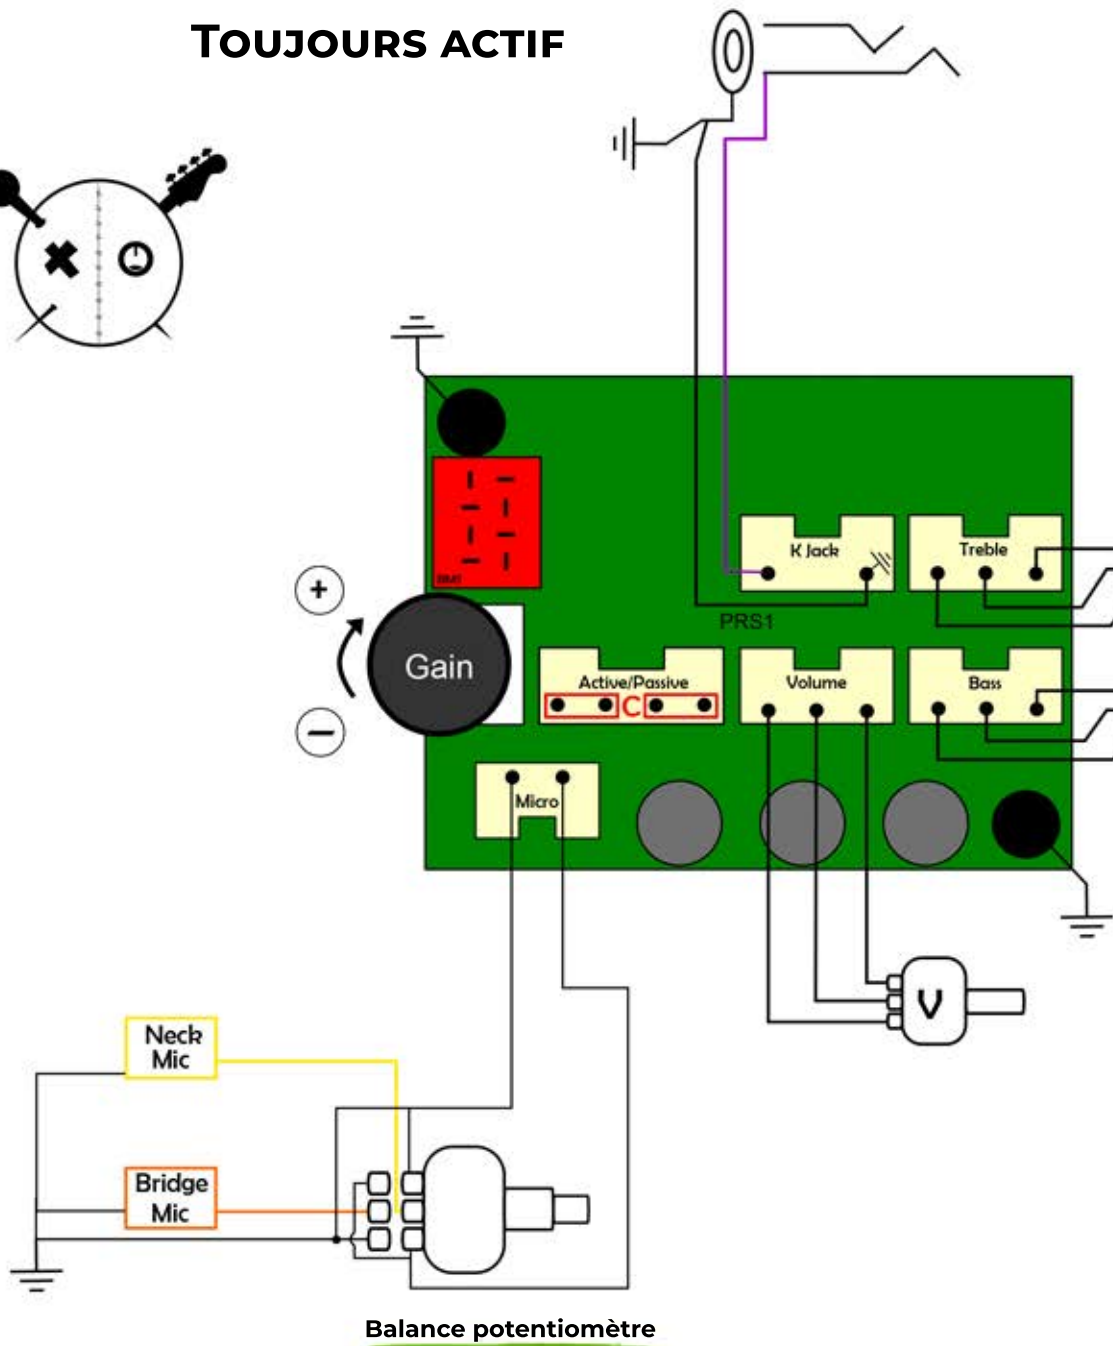 TOUJOURS ACTIF
K Jack
Treble
PRS1
+
Gain
Active/Passive
C
Volume
Bass
−
Micro
V
Neck
Mic
Bridge
Mic
Balance potentiomètre